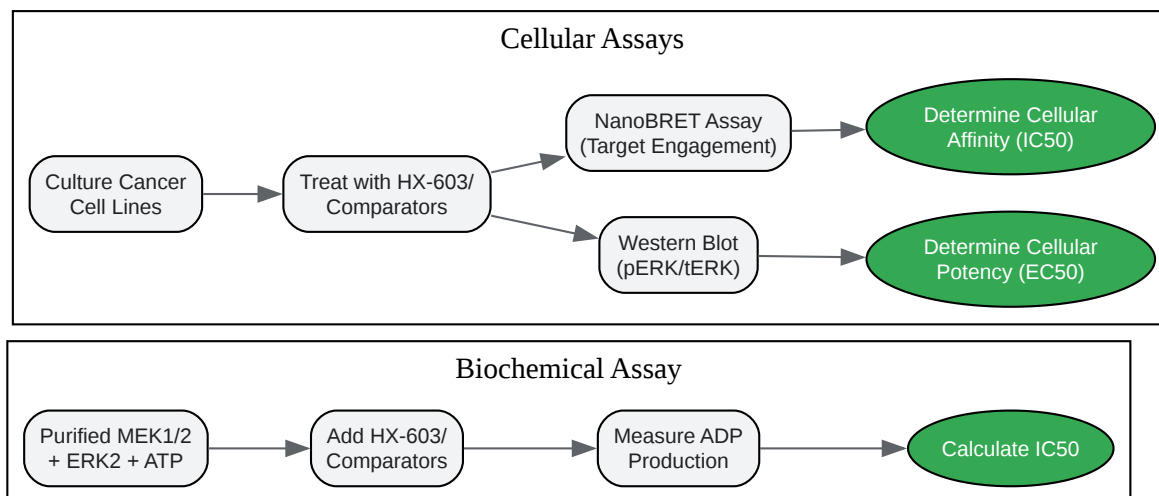 Cellular Assays
Culture Cancer
Cell Lines
Treat with HX-603/
Comparators
NanoBRET Assay
(Target Engagement)
Determine Cellular
Affinity (IC50)
Western Blot
(pERK/tERK)
Determine Cellular
Potency (EC50)
Biochemical Assay
Purified MEK1/2
+ ERK2 + ATP
Add HX-603/
Comparators
Measure ADP
Production
Calculate IC50